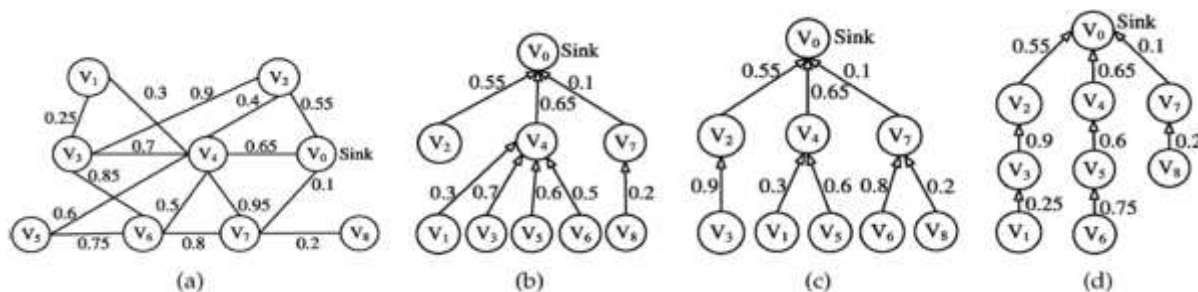 V₀ Sink
V₁ V₂
0.3 0.9 0.4 0.55
0.25
V₃ 0.7 V₄ 0.65 V₀ Sink
0.85 0.1
0.6 0.5 0.95
V₅ 0.75 V₆ 0.8 V₇ 0.2 V₈
(a)
0.55 0.65 0.1
V₂ V₄ V₇
0.3 0.7 0.6 0.5 0.2
V₁ V₃ V₅ V₆ V₈
(b)
V₀ Sink
0.55 0.65 0.1
V₂ V₄ V₇
0.9 0.3 0.6 0.8 0.2
V₃ V₁ V₅ V₆ V₈
(c)
Sink
V₀
0.55 0.65 0.1
V₂ V₄ V₇
0.9 0.6 0.2
V₃ V₅ V₈
0.25 0.75
V₁ V₆
(d)